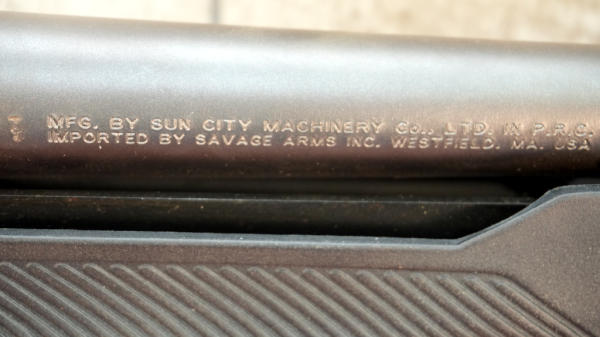 MFG. BY SUN CITY MACHINERY Co., LTD. IN P.R.C.
IMPORTED BY SAVAGE ARMS INC. WESTFIELD, MA. USA